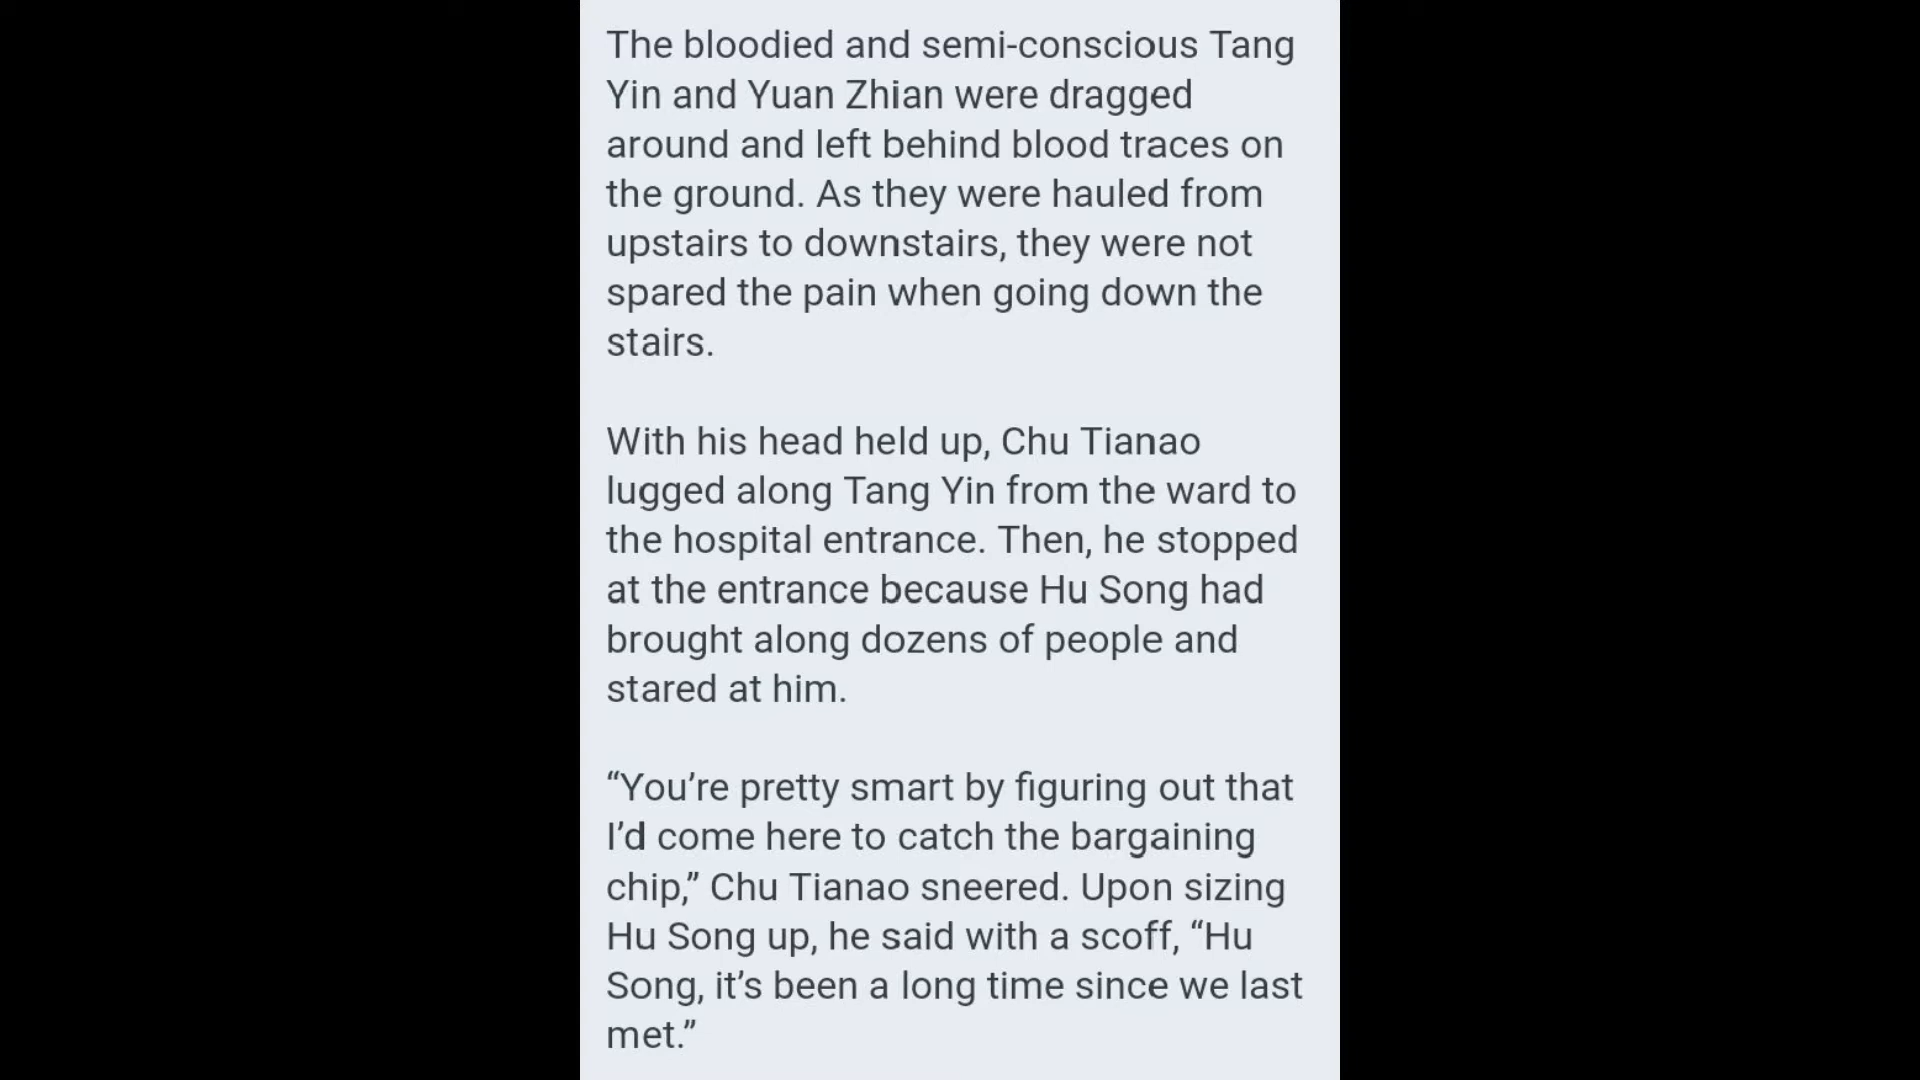 The bloodied and semi-conscious Tang
Yin and Yuan Zhian were dragged
around and left behind blood traces on
the ground. As they were hauled from
upstairs to downstairs, they were not
spared the pain when going down the
stairs.
With his head held up, Chu Tianao
lugged along Tang Yin from the ward to
the hospital entrance. Then, he stopped
at the entrance because Hu Song had
brought along dozens of people and
stared at him.
“You’re pretty smart by figuring out that
I’d come here to catch the bargaining
chip,” Chu Tianao sneered. Upon sizing
Hu Song up, he said with a scoff, “Hu
Song, it’s been a long time since we last
met.”